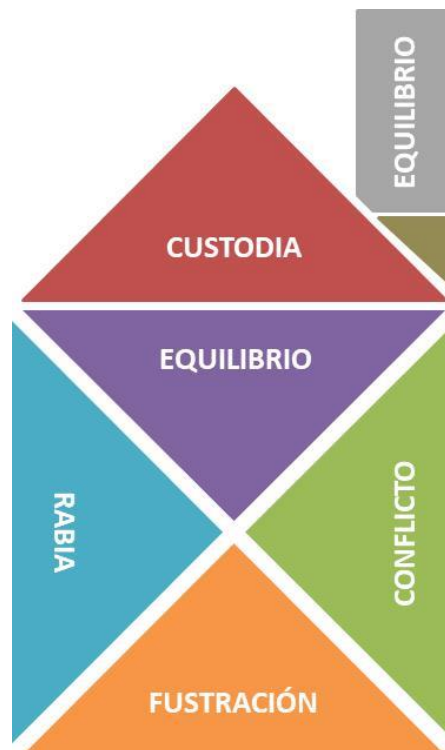 EQUILIBRIO
CUSTODIA
EQUILIBRIO
RABIA
CONFLICTO
FUSTRACIÓN